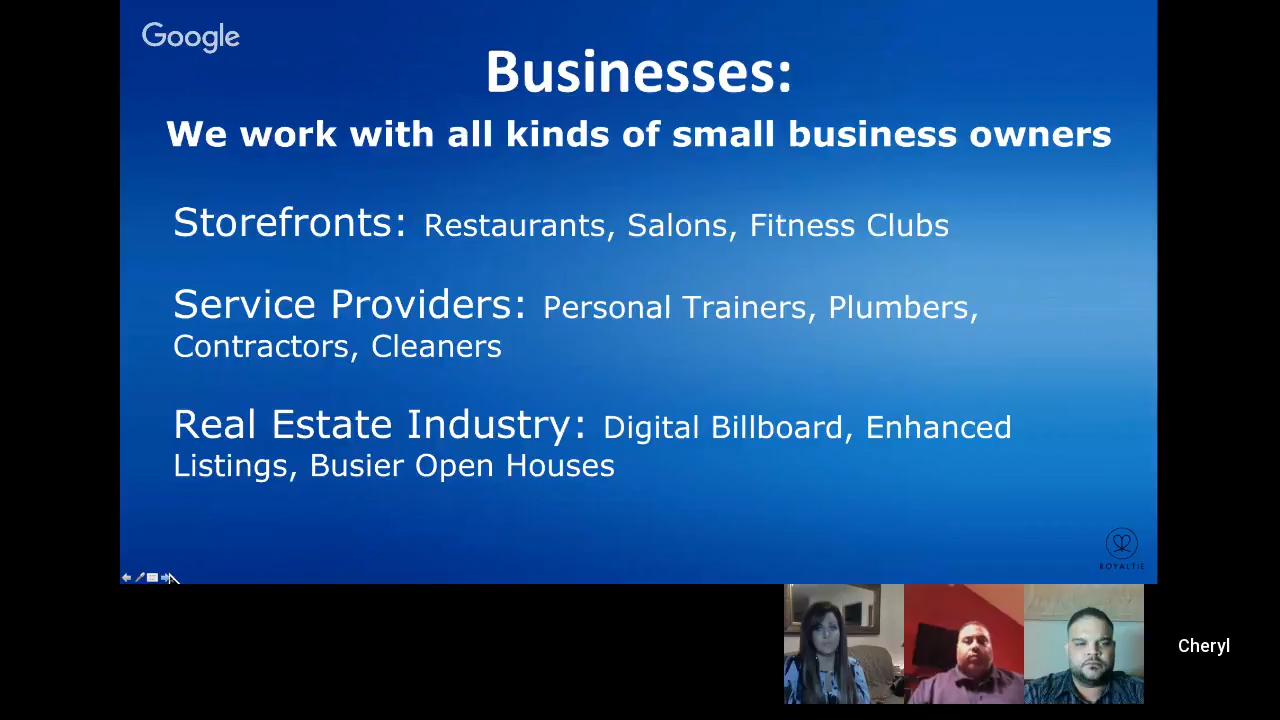 Google
Businesses:
We work with all kinds of small business owners
Storefronts: Restaurants, Salons, Fitness Clubs
Service Providers: Personal Trainers, Plumbers,
Contractors, Cleaners
Real Estate Industry: Digital Billboard, Enhanced
Listings, Busier Open Houses
ROYALTIE
Cheryl